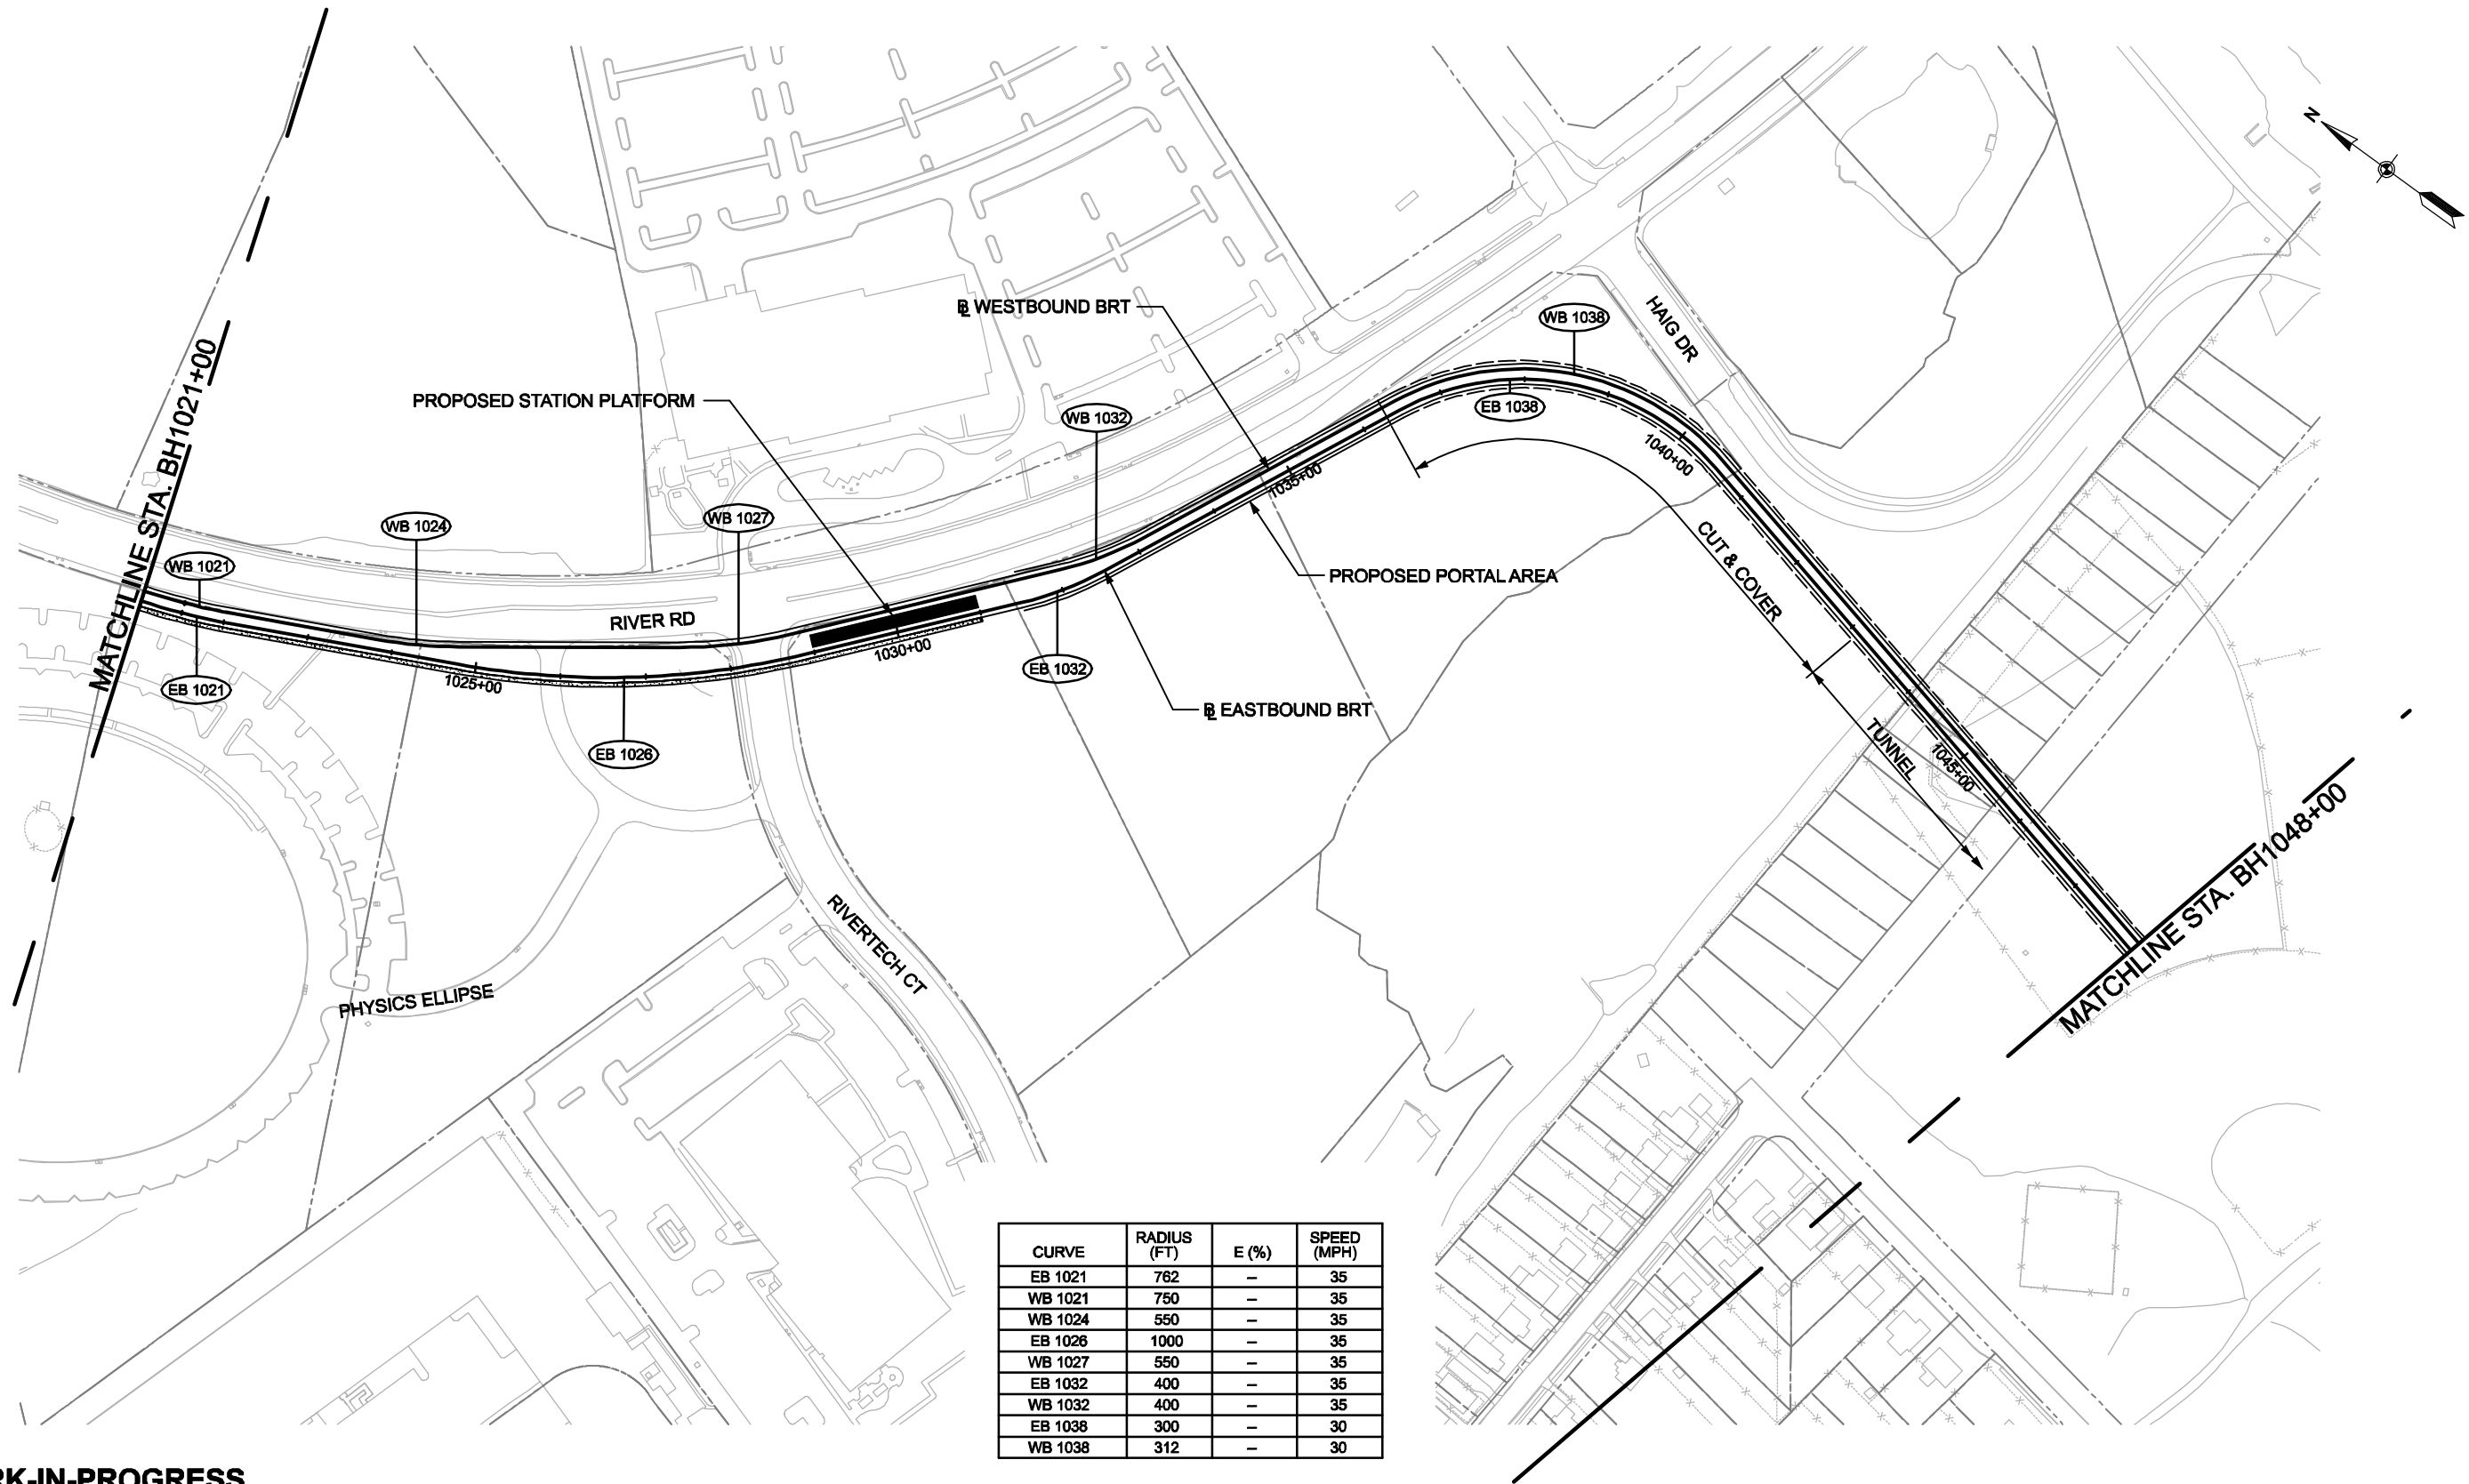 N
MATCHLINE STA. BH1021+00
PROPOSED STATION PLATFORM
BL WESTBOUND BRT
WB 1021
EB 1021
WB 1024
1025+00
RIVER RD
EB 1026
WB 1027
1030+00
WB 1032
EB 1032
BL EASTBOUND BRT
1035+00
PROPOSED PORTAL AREA
WB 1038
EB 1038
HAIG DR
1040+00
CUT & COVER
TUNNEL
1045+00
MATCHLINE STA. BH1048+00
PHYSICS ELLIPSE
RIVERTECH CT
CURVE RADIUS (FT) E (%) SPEED (MPH)
EB 1021 762 – 35
WB 1021 750 – 35
WB 1024 550 – 35
EB 1026 1000 – 35
WB 1027 550 – 35
EB 1032 400 – 35
WB 1032 400 – 35
EB 1038 300 – 30
WB 1038 312 – 30
RK-IN-PROGRESS